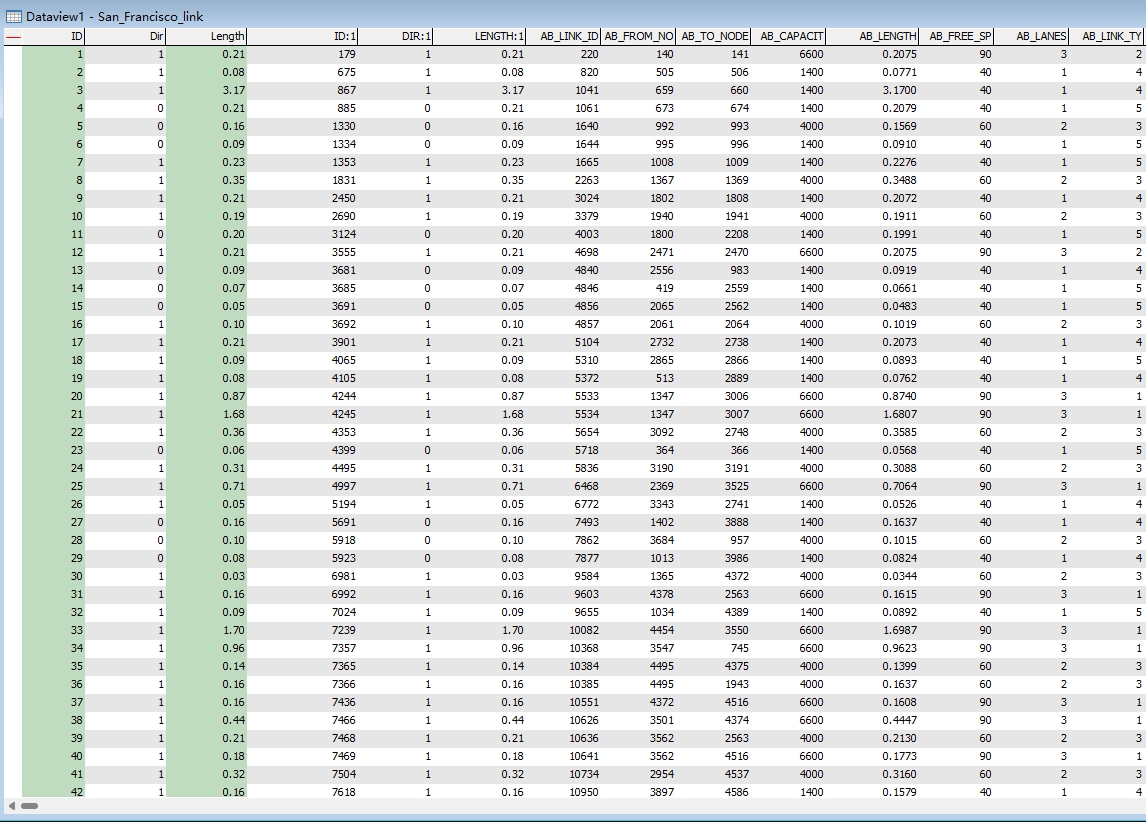 Dataview1 - San_Francisco_link
ID Dir Length ID:1 DIR:1 LENGTH:1 AB_LINK_ID AB_FROM_NO AB_TO_NODE AB_CAPACIT AB_LENGTH AB_FREE_SP AB_LANES AB_LINK_TY
1 1 0.21 179 1 0.21 220 140 141 6600 0.2075 90 3 2
2 1 0.08 675 1 0.08 820 505 506 1400 0.0771 40 1 4
3 1 3.17 867 1 3.17 1041 659 660 1400 3.1700 40 1 4
4 0 0.21 885 0 0.21 1061 673 674 1400 0.2079 40 1 5
5 0 0.16 1330 0 0.16 1640 992 993 4000 0.1569 60 2 3
6 0 0.09 1334 0 0.09 1644 995 996 1400 0.0910 40 1 5
7 1 0.23 1353 1 0.23 1665 1008 1009 1400 0.2276 40 1 5
8 1 0.35 1831 1 0.35 2263 1367 1369 4000 0.3488 60 2 3
9 1 0.21 2450 1 0.21 3024 1802 1808 1400 0.2072 40 1 4
10 1 0.19 2690 1 0.19 3379 1940 1941 4000 0.1911 60 2 3
11 0 0.20 3124 0 0.20 4003 1800 2208 1400 0.1991 40 1 5
12 1 0.21 3555 1 0.21 4698 2471 2470 6600 0.2075 90 3 2
13 0 0.09 3681 0 0.09 4840 2556 983 1400 0.0919 40 1 4
14 0 0.07 3685 0 0.07 4846 419 2559 1400 0.0661 40 1 5
15 0 0.05 3691 0 0.05 4856 2065 2562 1400 0.0483 40 1 5
16 1 0.10 3692 1 0.10 4857 2061 2064 4000 0.1019 60 2 3
17 1 0.21 3901 1 0.21 5104 2732 2738 1400 0.2073 40 1 4
18 1 0.09 4065 1 0.09 5310 2865 2866 1400 0.0893 40 1 5
19 1 0.08 4105 1 0.08 5372 513 2889 1400 0.0762 40 1 4
20 1 0.87 4244 1 0.87 5533 1347 3006 6600 0.8740 90 3 1
21 1 1.68 4245 1 1.68 5534 1347 3007 6600 1.6807 90 3 1
22 1 0.36 4353 1 0.36 5654 3092 2748 4000 0.3585 60 2 3
23 0 0.06 4399 0 0.06 5718 364 366 1400 0.0568 40 1 5
24 1 0.31 4495 1 0.31 5836 3190 3191 4000 0.3088 60 2 3
25 1 0.71 4997 1 0.71 6468 2369 3525 6600 0.7064 90 3 1
26 1 0.05 5194 1 0.05 6772 3343 2741 1400 0.0526 40 1 4
27 0 0.16 5691 0 0.16 7493 1402 3888 1400 0.1637 40 1 4
28 0 0.10 5918 0 0.10 7862 3684 957 4000 0.1015 60 2 3
29 0 0.08 5923 0 0.08 7877 1013 3986 1400 0.0824 40 1 4
30 1 0.03 6981 1 0.03 9584 1365 4372 4000 0.0344 60 2 3
31 1 0.16 6992 1 0.16 9603 4378 2563 6600 0.1615 90 3 1
32 1 0.09 7024 1 0.09 9655 1034 4389 1400 0.0892 40 1 5
33 1 1.70 7239 1 1.70 10082 4454 3550 6600 1.6987 90 3 1
34 1 0.96 7357 1 0.96 10368 3547 745 6600 0.9623 90 3 1
35 1 0.14 7365 1 0.14 10384 4495 4375 4000 0.1399 60 2 3
36 1 0.16 7366 1 0.16 10385 4495 1943 4000 0.1637 60 2 3
37 1 0.16 7436 1 0.16 10551 4372 4516 6600 0.1608 90 3 1
38 1 0.44 7466 1 0.44 10626 3501 4374 6600 0.4447 90 3 1
39 1 0.21 7468 1 0.21 10636 3562 2563 4000 0.2130 60 2 3
40 1 0.18 7469 1 0.18 10641 3562 4516 6600 0.1773 90 3 1
41 1 0.32 7504 1 0.32 10734 2954 4537 4000 0.3160 60 2 3
42 1 0.16 7618 1 0.16 10950 3897 4586 1400 0.1579 40 1 4